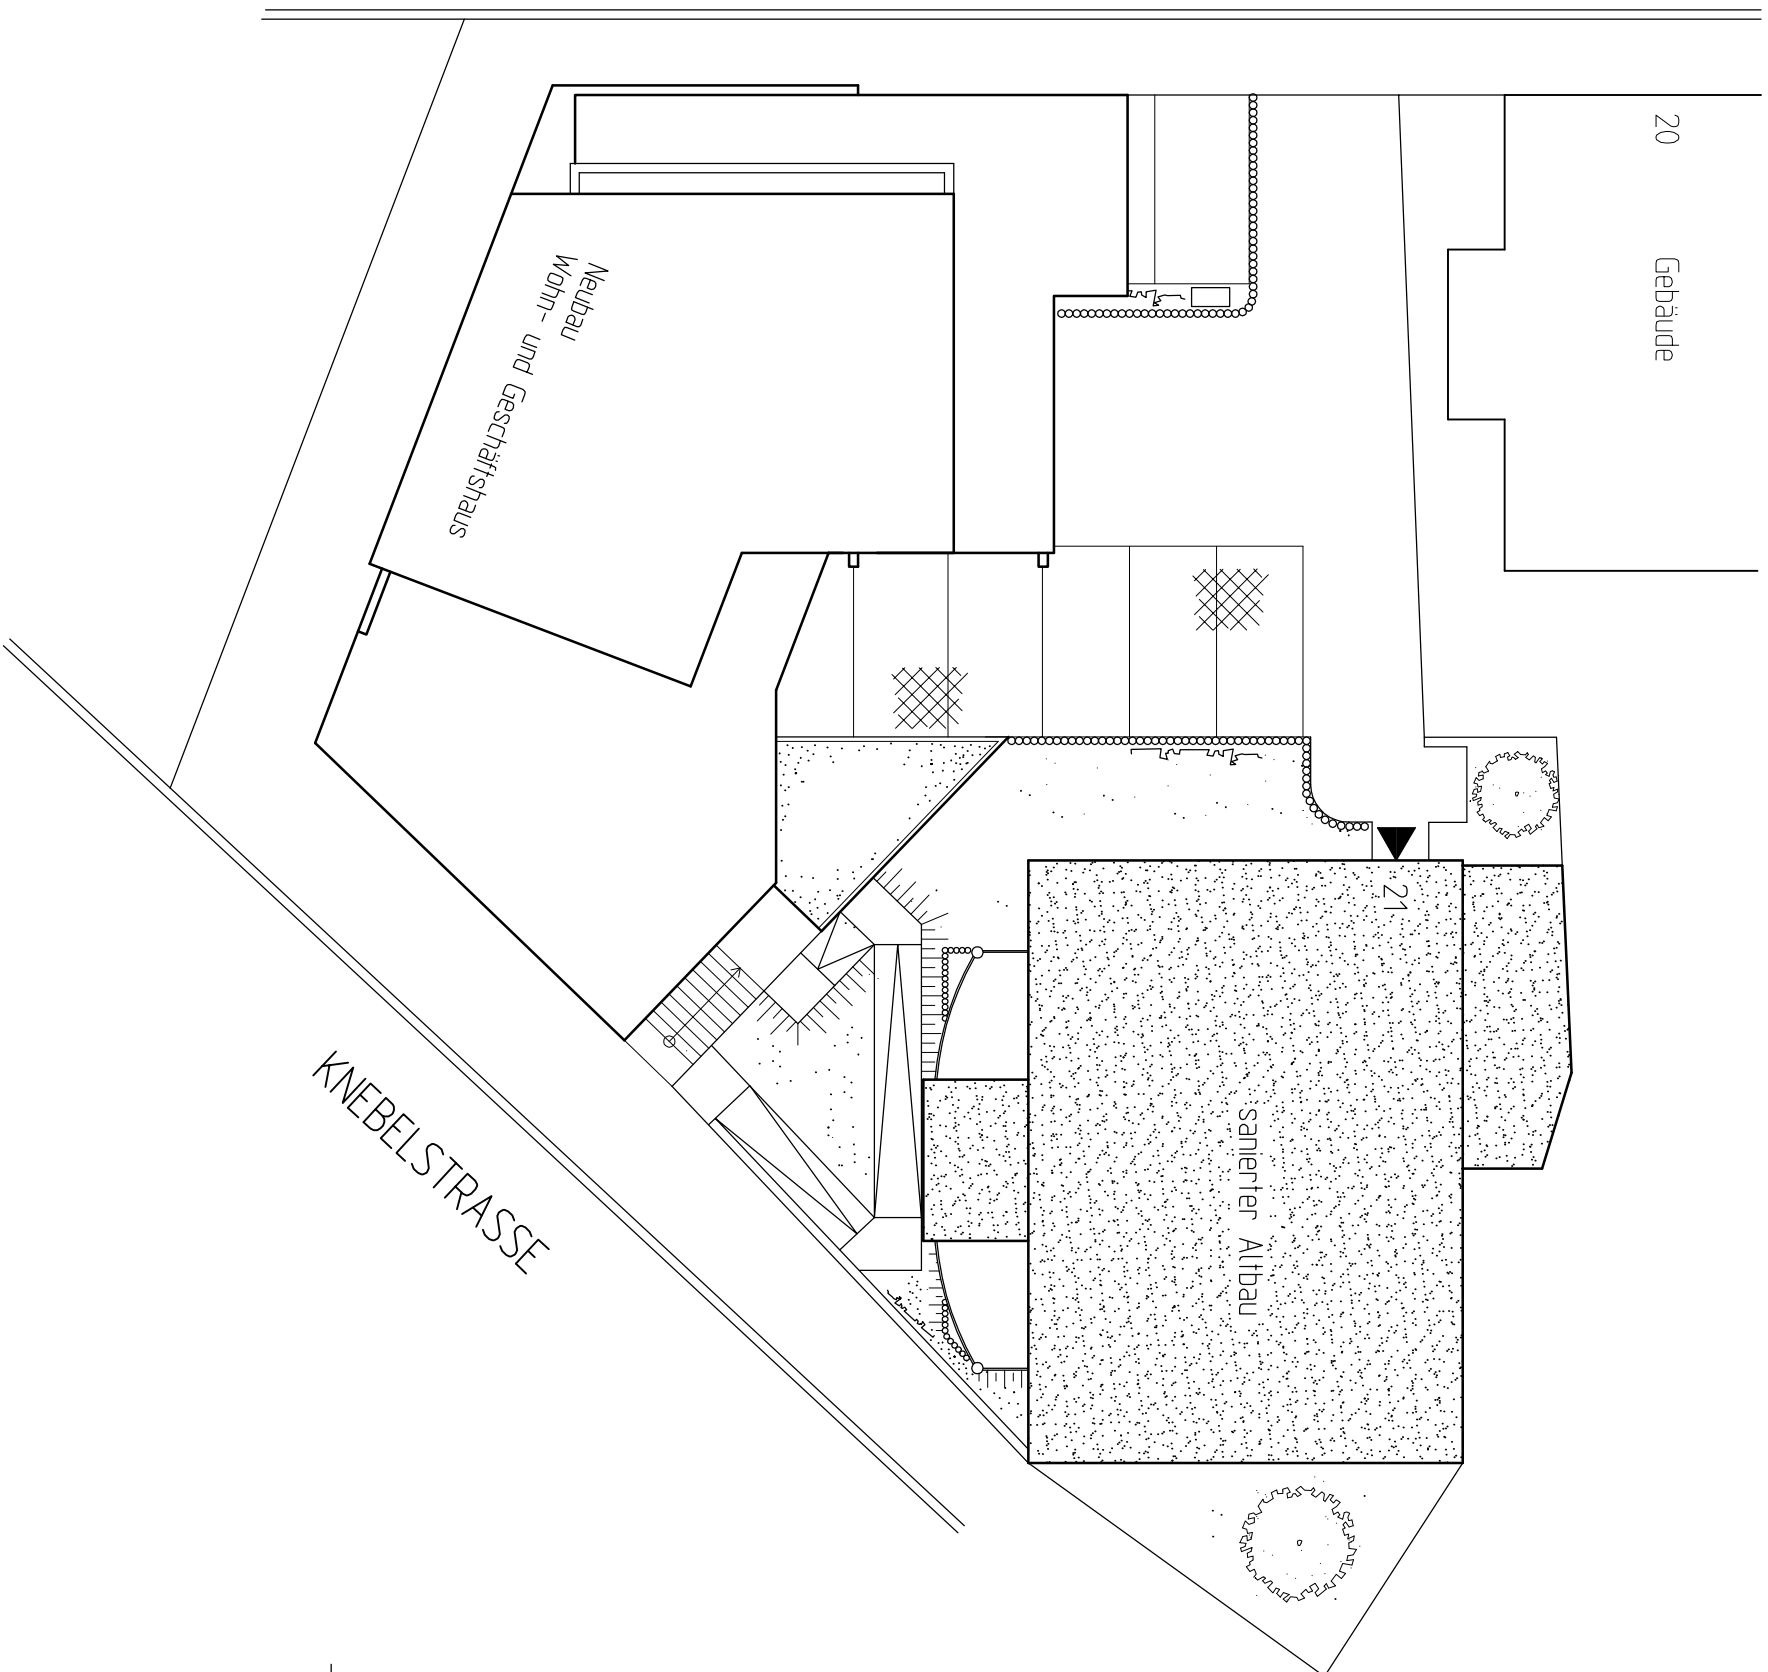 20 Gebäude
Neubau
Wohn- und Geschäftshaus
21
sanierter Altbau
KNEBELSTRASSE